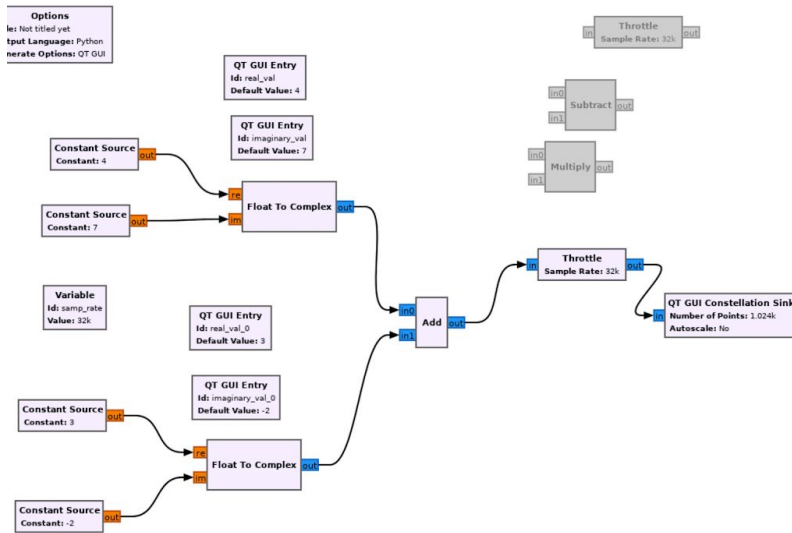 Options
le: Not titled yet
tput Language: Python
nerate Options: QT GUI
Throttle
Sample Rate: 32k
in
out
QT GUI Entry
Id: real_val
Default Value: 4
Subtract
in0
in1
out
QT GUI Entry
Id: imaginary_val
Default Value: 7
Constant Source
Constant: 4
out
Multiply
in0
in1
out
Float To Complex
re
im
out
Constant Source
Constant: 7
out
Throttle
Sample Rate: 32k
in
out
Variable
Id: samp_rate
Value: 32k
QT GUI Entry
Id: real_val_0
Default Value: 3
Add
in0
in1
out
QT GUI Constellation Sink
Number of Points: 1.024k
Autoscale: No
in
QT GUI Entry
Id: imaginary_val_0
Default Value: -2
Constant Source
Constant: 3
out
Float To Complex
re
im
out
Constant Source
Constant: -2
out